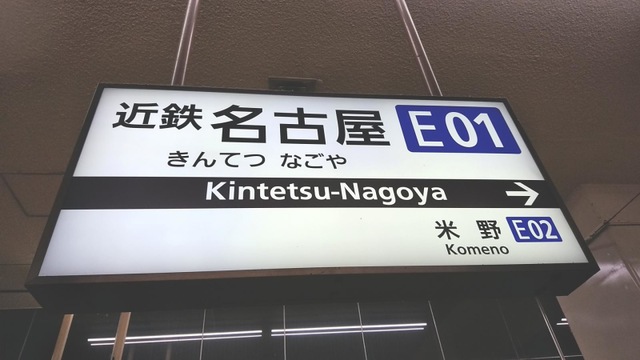 近鉄名古屋 E01
きんてつ なごや
Kintetsu-Nagoya →
米野 E02
Komeno